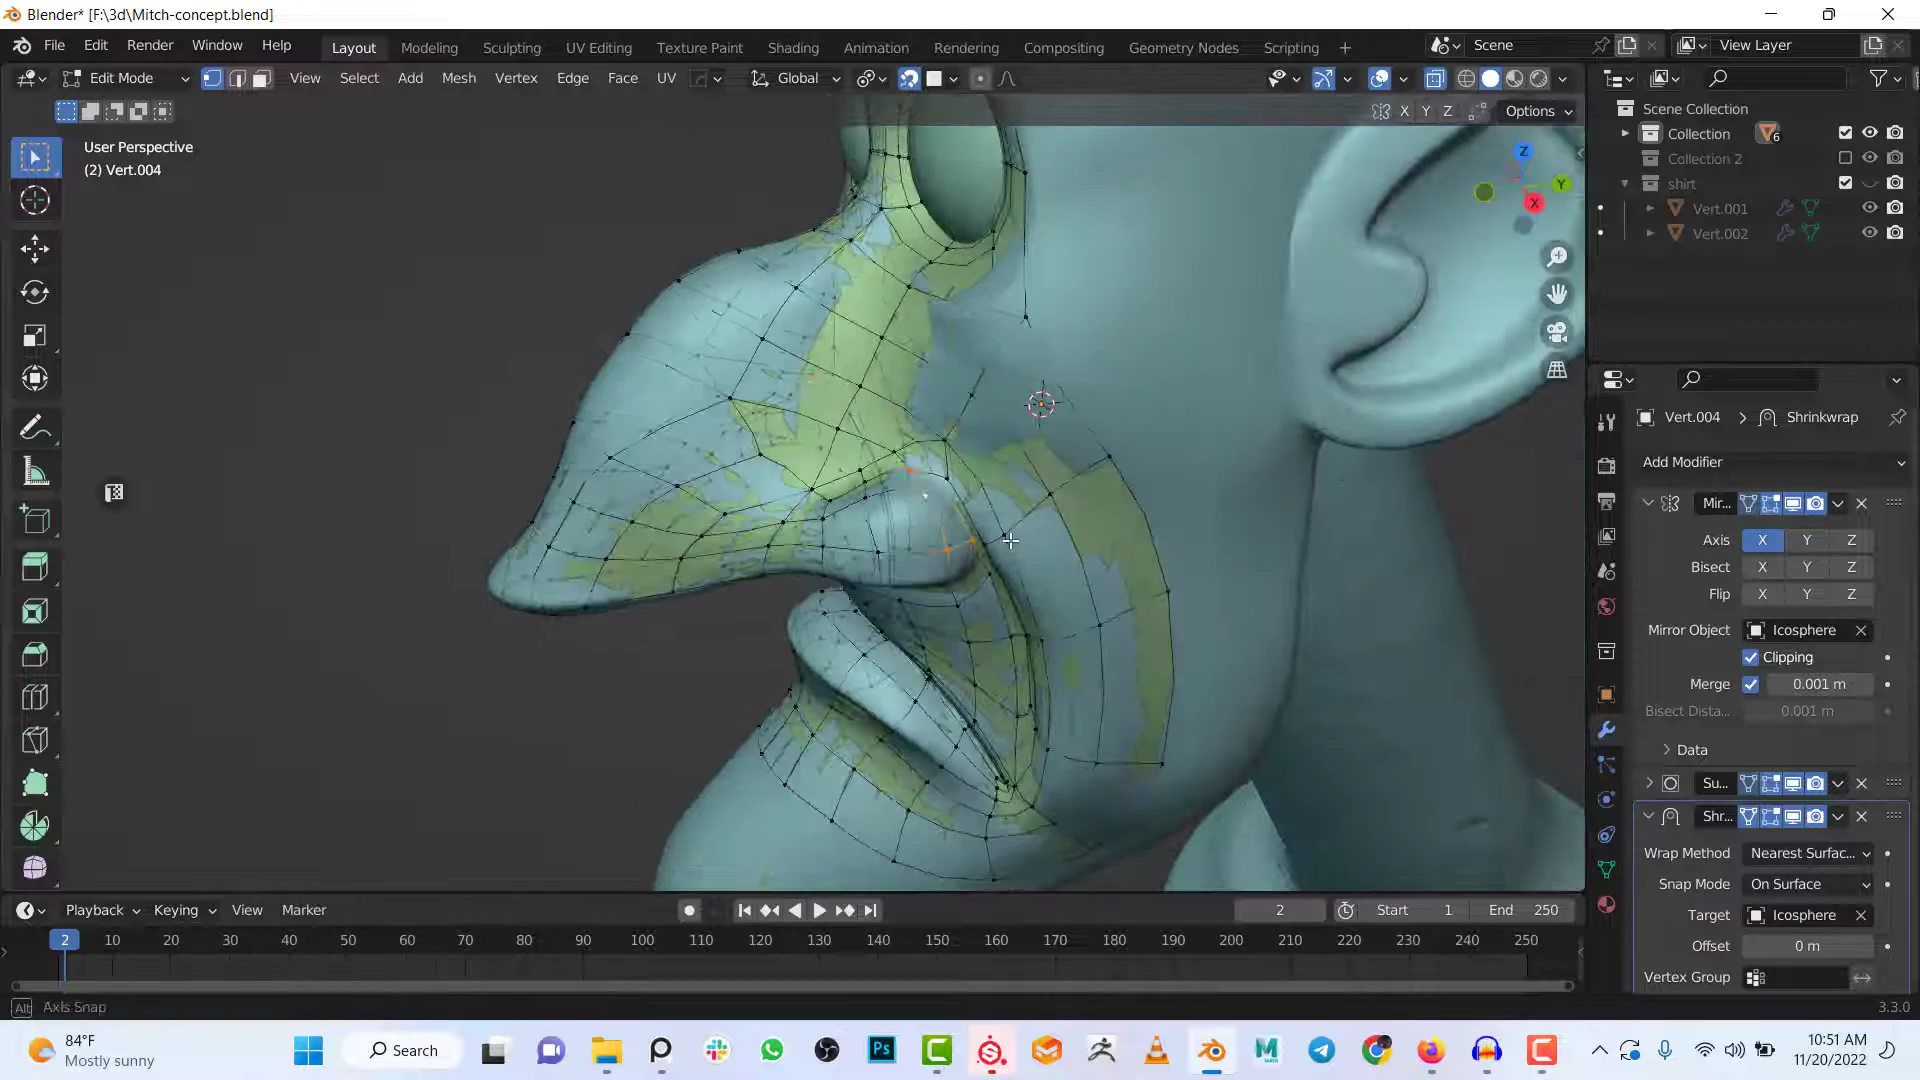 Blender* [F:\3d\Mitch-concept.blend]
File Edit Render Window Help Layout Modeling Sculpting UV Editing Texture Paint Shading Animation Rendering Compositing Geometry Nodes Scripting + Scene View Layer
Edit Mode View Select Add Mesh Vertex Edge Face UV Global
X Y Z Options
User Perspective
(2) Vert.004
Z
Y
X
Scene Collection
Collection 6
Collection 2
shirt
Vert.001
Vert.002
Vert.004 > Shrinkwrap
Add Modifier
Mir...
Axis X Y Z
Bisect X Y Z
Flip X Y Z
Mirror Object Icosphere
Clipping
Merge 0.001 m
Bisect Dista... 0.001 m
Data
Su...
Shr...
Wrap Method Nearest Surfac...
Snap Mode On Surface
Target Icosphere
Offset 0 m
Vertex Group
Playback Keying View Marker 2 Start 1 End 250
2 10 20 30 40 50 60 70 80 90 100 110 120 130 140 150 160 170 180 190 200 210 220 230 240 250
Alt Axis Snap
3.3.0
84°F
Mostly sunny
Search
Ps
10:51 AM
11/20/2022